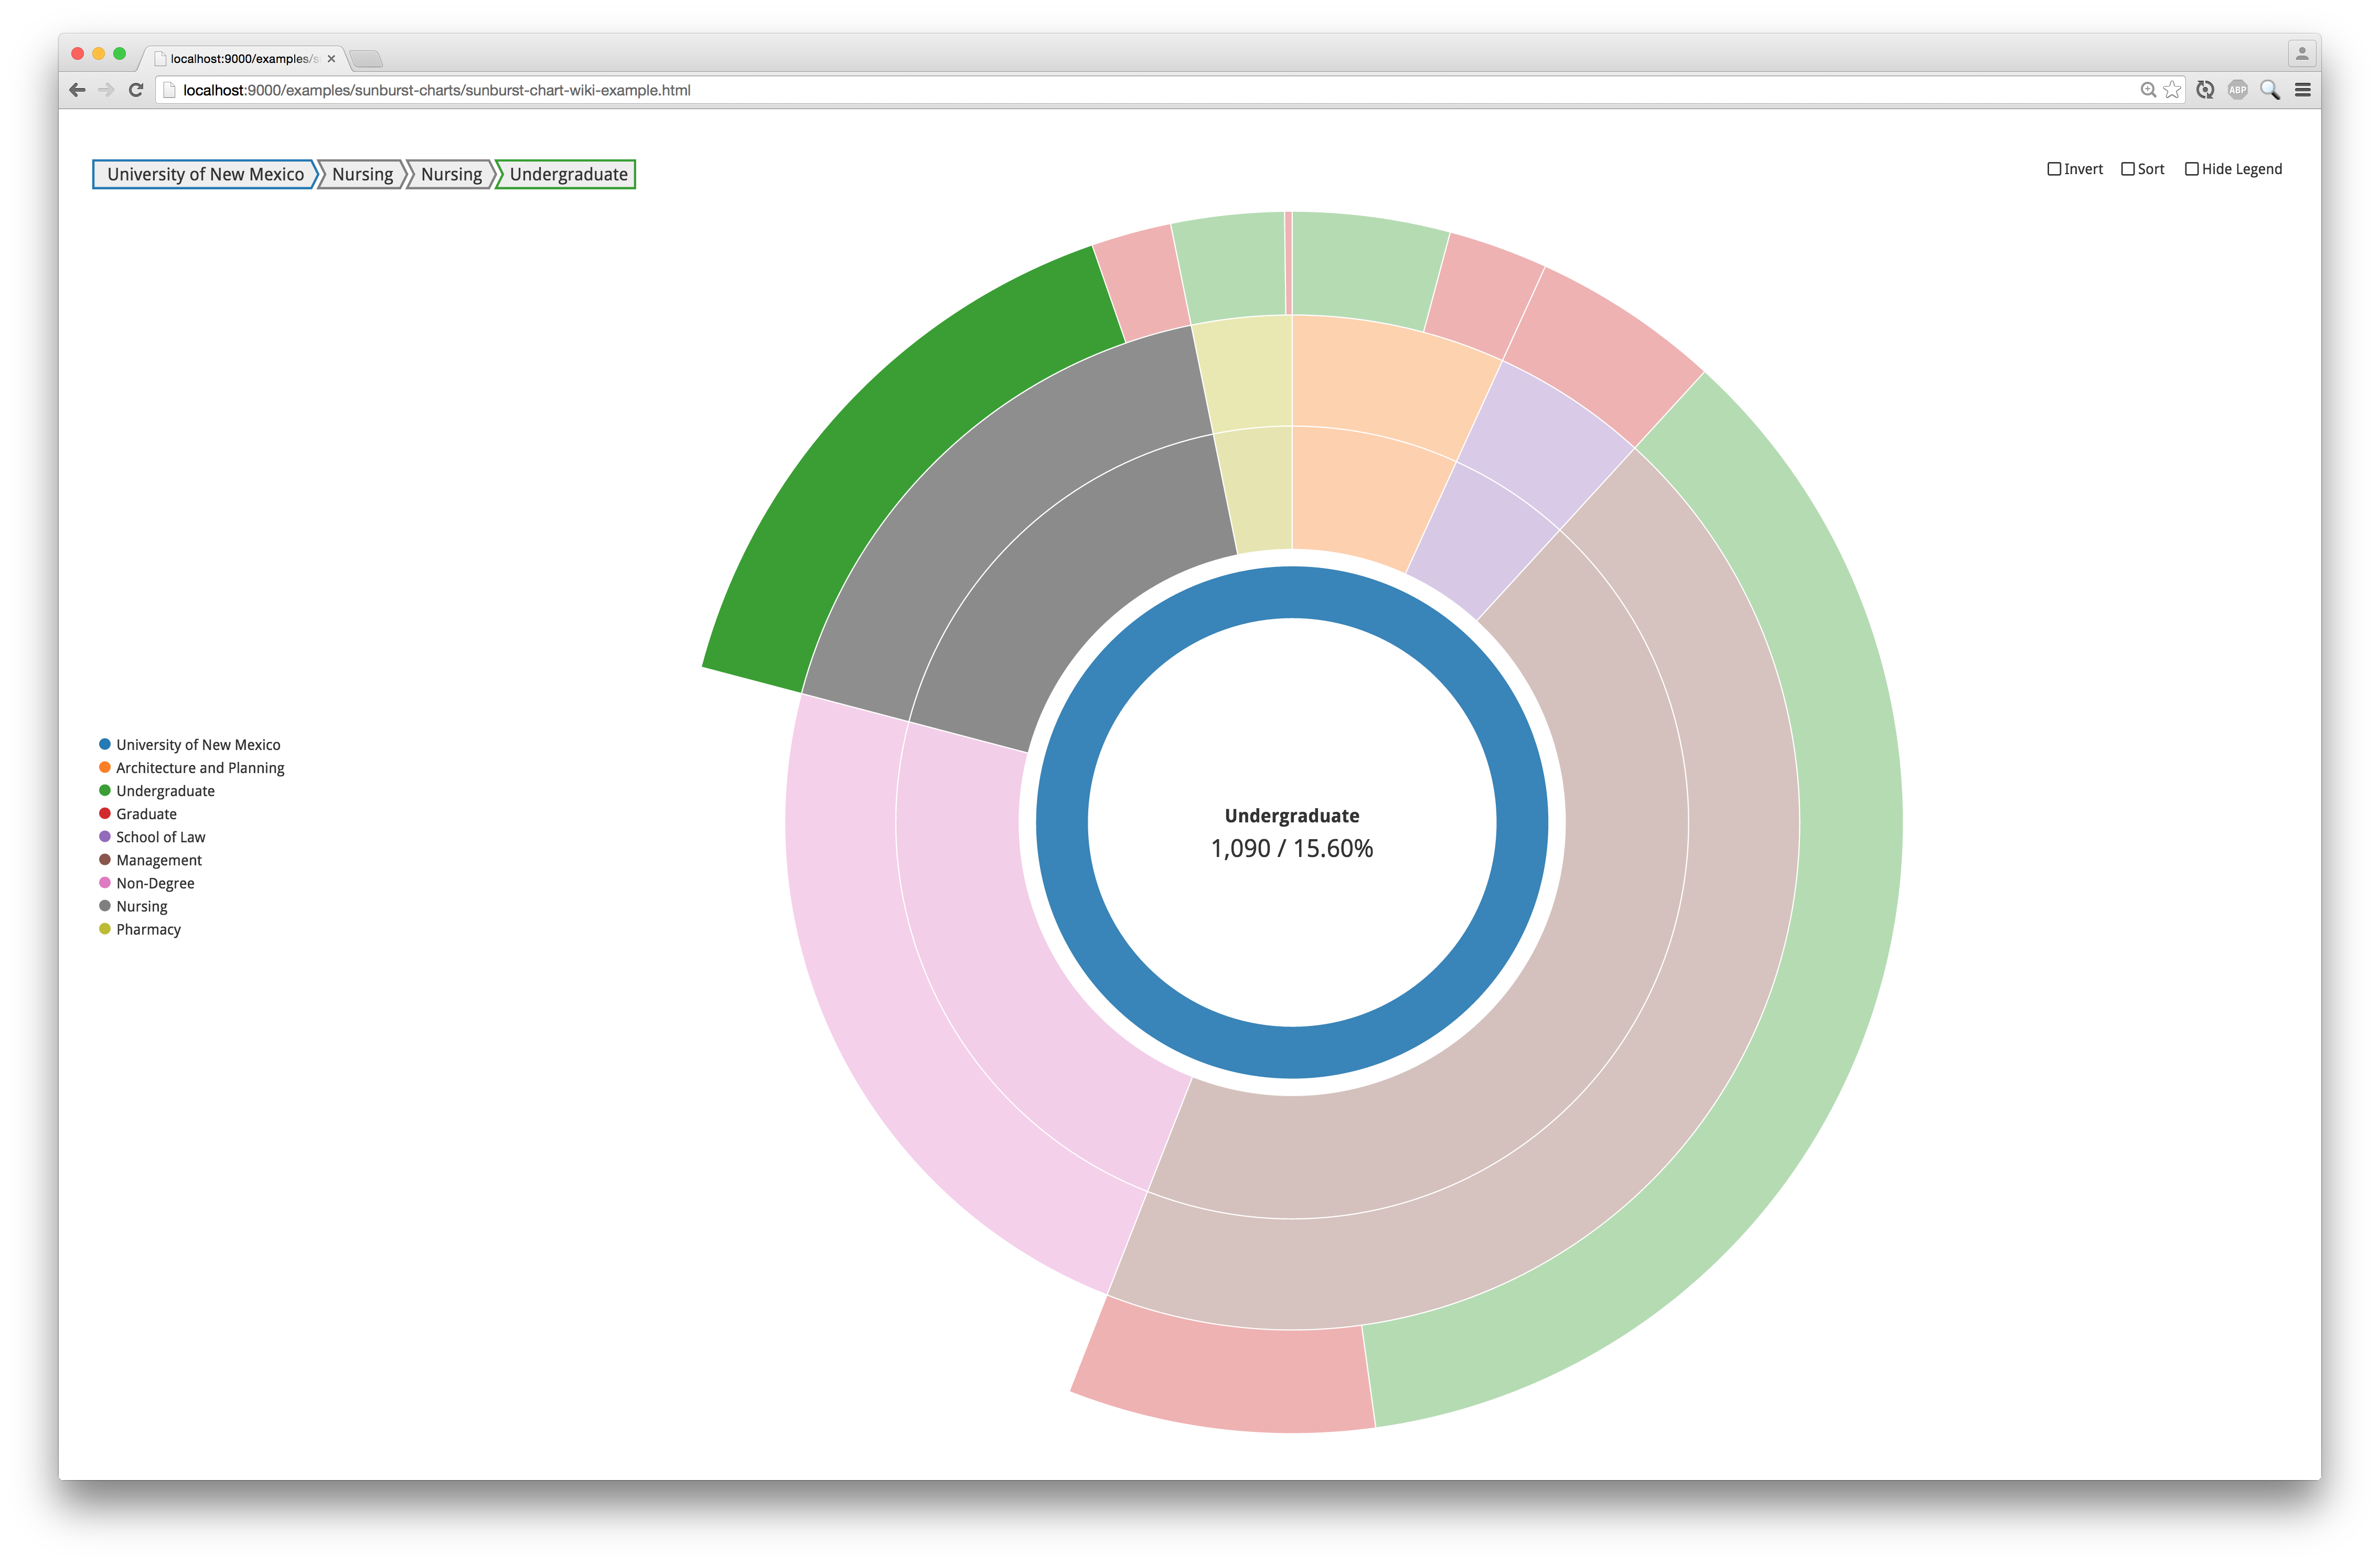 localhost:9000/examples/s
localhost:9000/examples/sunburst-charts/sunburst-chart-wiki-example.html
ABP
University of New Mexico Nursing Nursing Undergraduate
Invert Sort Hide Legend
University of New Mexico
Architecture and Planning
Undergraduate
Graduate
School of Law
Management
Non-Degree
Nursing
Pharmacy
Undergraduate
1,090 / 15.60%